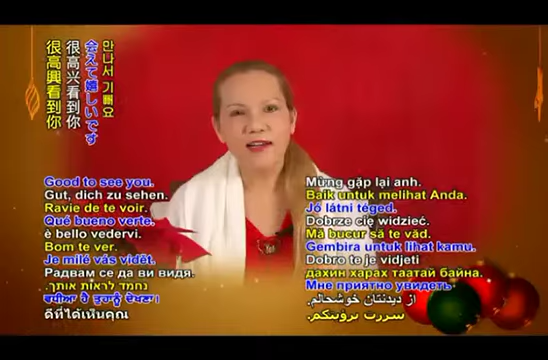 만나서 기뻐요
会えて嬉しいです
很高兴看到你
很高興看到你
Good to see you.
Gut, dich zu sehen.
Ravie de te voir.
Qué bueno verte.
è bello vedervi.
Bom te ver.
Je milé vás vidět.
Радвам се да ви видя.
נחמד לראות אותך.
ਵਧੀਆ ਹੈ ਤੁਹਾਨੂੰ ਦੇਖਣਾ।
ดีที่ได้เห็นคุณ
Mừng gặp lại anh.
Baik untuk melihat Anda.
Jó látni téged.
Dobrze cię widzieć.
Mă bucur să te văd.
Gembira untuk lihat kamu.
Dobro te je vidjeti
дахин харах таатай байна.
Мне приятно увидеть
از دیدنتان خوشحالم.
سررت برؤيتكم.